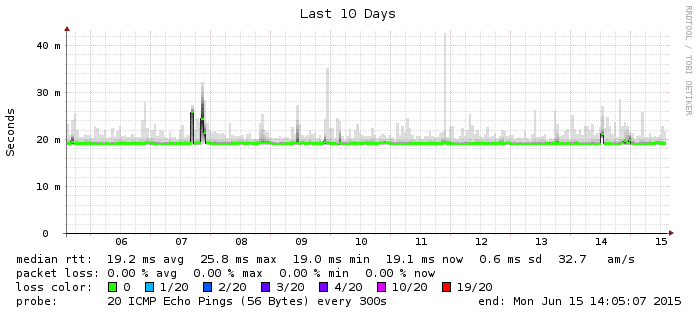 Last 10 Days
RRDTOOL / TOBI OETIKER
Seconds
40 m
30 m
20 m
10 m
0
06 07 08 09 10 11 12 13 14 15
median rtt: 19.2 ms avg 25.8 ms max 19.0 ms min 19.1 ms now 0.6 ms sd 32.7 am/s
packet loss: 0.00 % avg 0.00 % max 0.00 % min 0.00 % now
loss color: 0 1/20 2/20 3/20 4/20 10/20 19/20
probe: 20 ICMP Echo Pings (56 Bytes) every 300s end: Mon Jun 15 14:05:07 2015